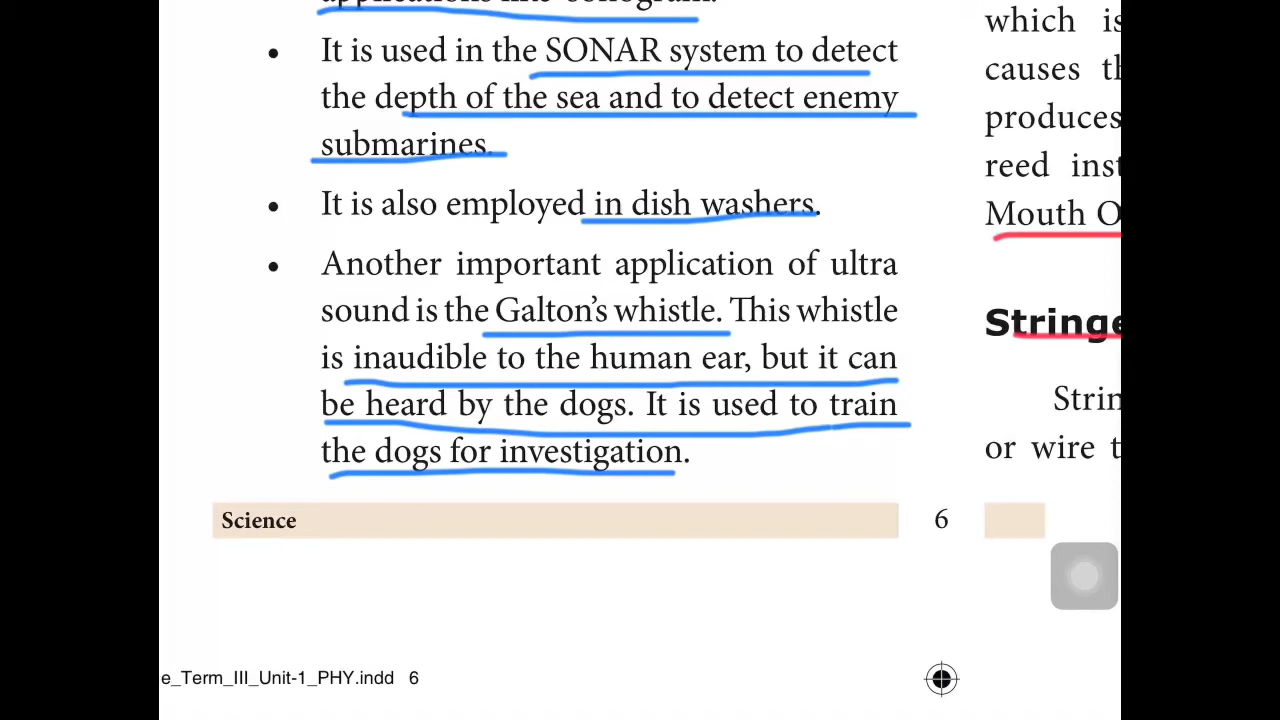 applications like sonogram.
• It is used in the SONAR system to detect
the depth of the sea and to detect enemy
submarines.
• It is also employed in dish washers.
• Another important application of ultra
sound is the Galton’s whistle. This whistle
is inaudible to the human ear, but it can
be heard by the dogs. It is used to train
the dogs for investigation.
Science 6
e_Term_III_Unit-1_PHY.indd 6
which is
causes th
produces
reed inst
Mouth O
Stringe
Strin
or wire t